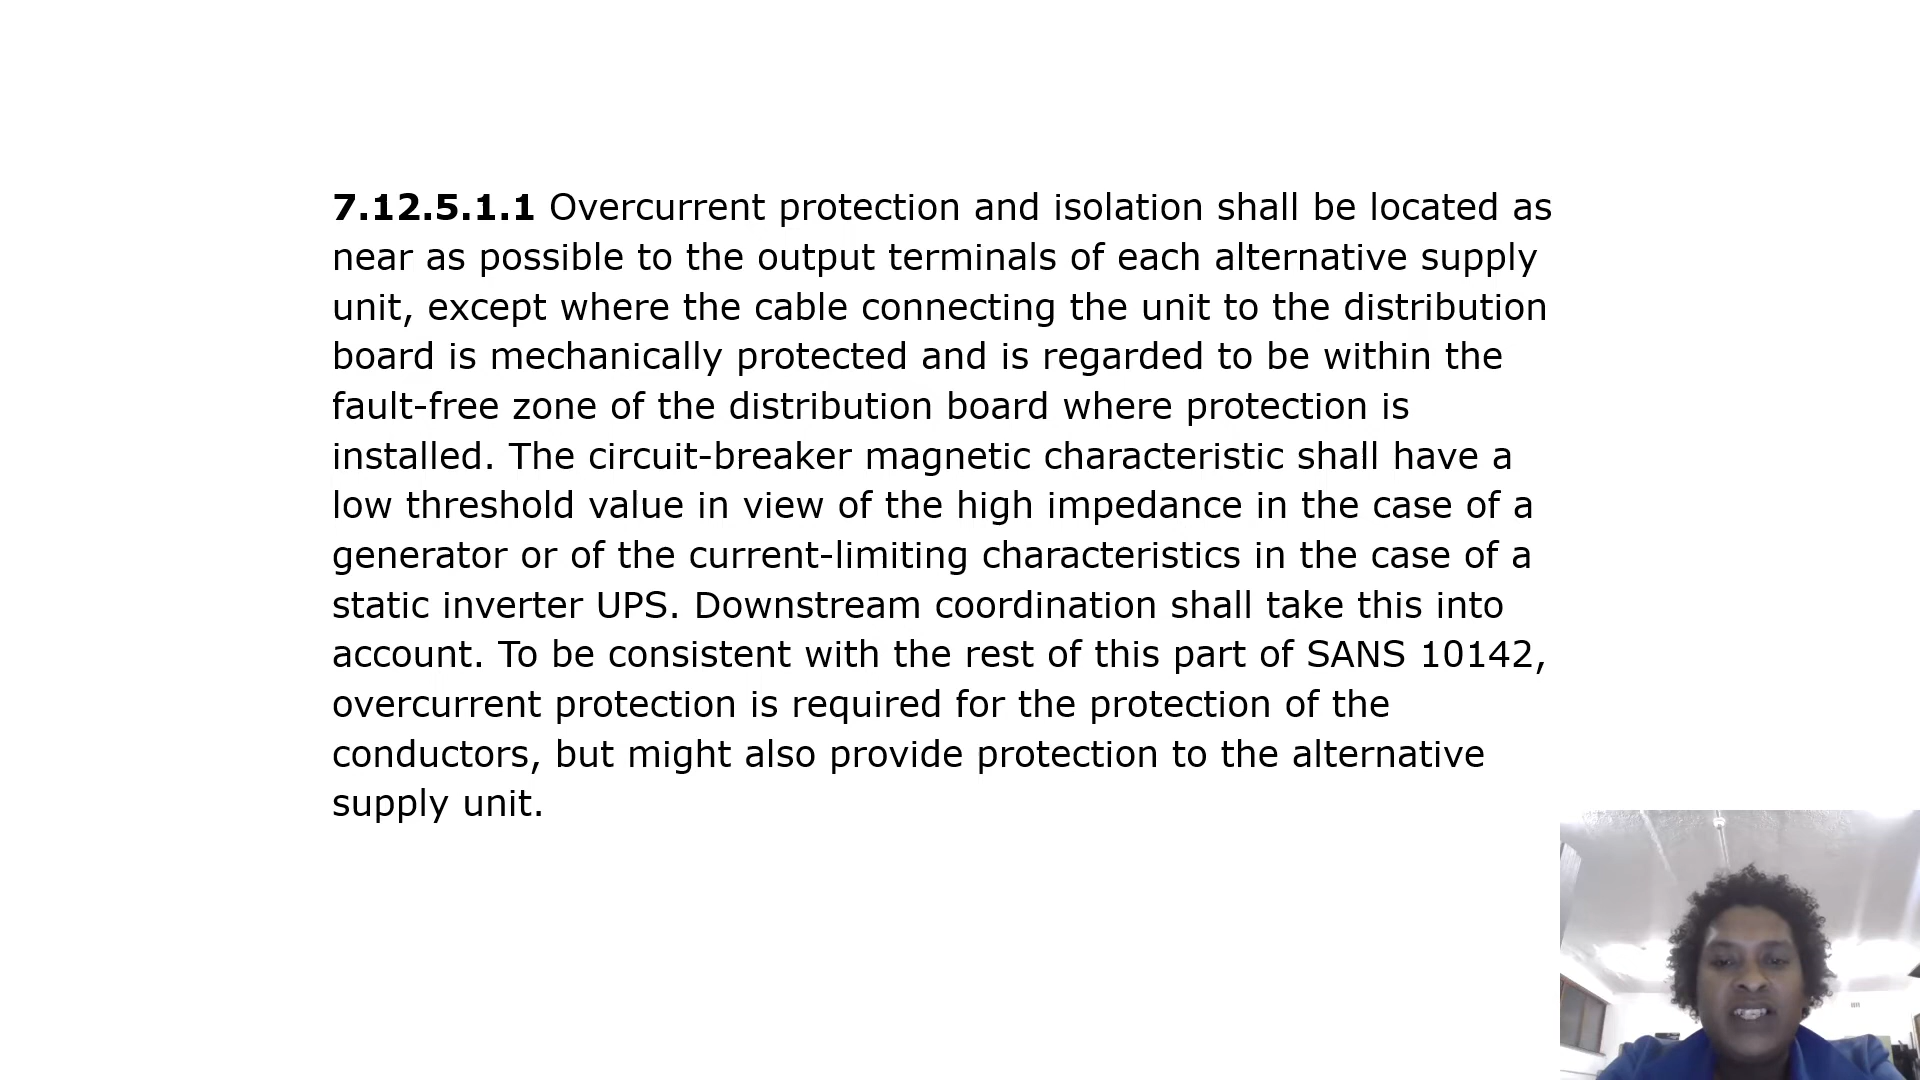 7.12.5.1.1 Overcurrent protection and isolation shall be located as
near as possible to the output terminals of each alternative supply
unit, except where the cable connecting the unit to the distribution
board is mechanically protected and is regarded to be within the
fault-free zone of the distribution board where protection is
installed. The circuit-breaker magnetic characteristic shall have a
low threshold value in view of the high impedance in the case of a
generator or of the current-limiting characteristics in the case of a
static inverter UPS. Downstream coordination shall take this into
account. To be consistent with the rest of this part of SANS 10142,
overcurrent protection is required for the protection of the
conductors, but might also provide protection to the alternative
supply unit.